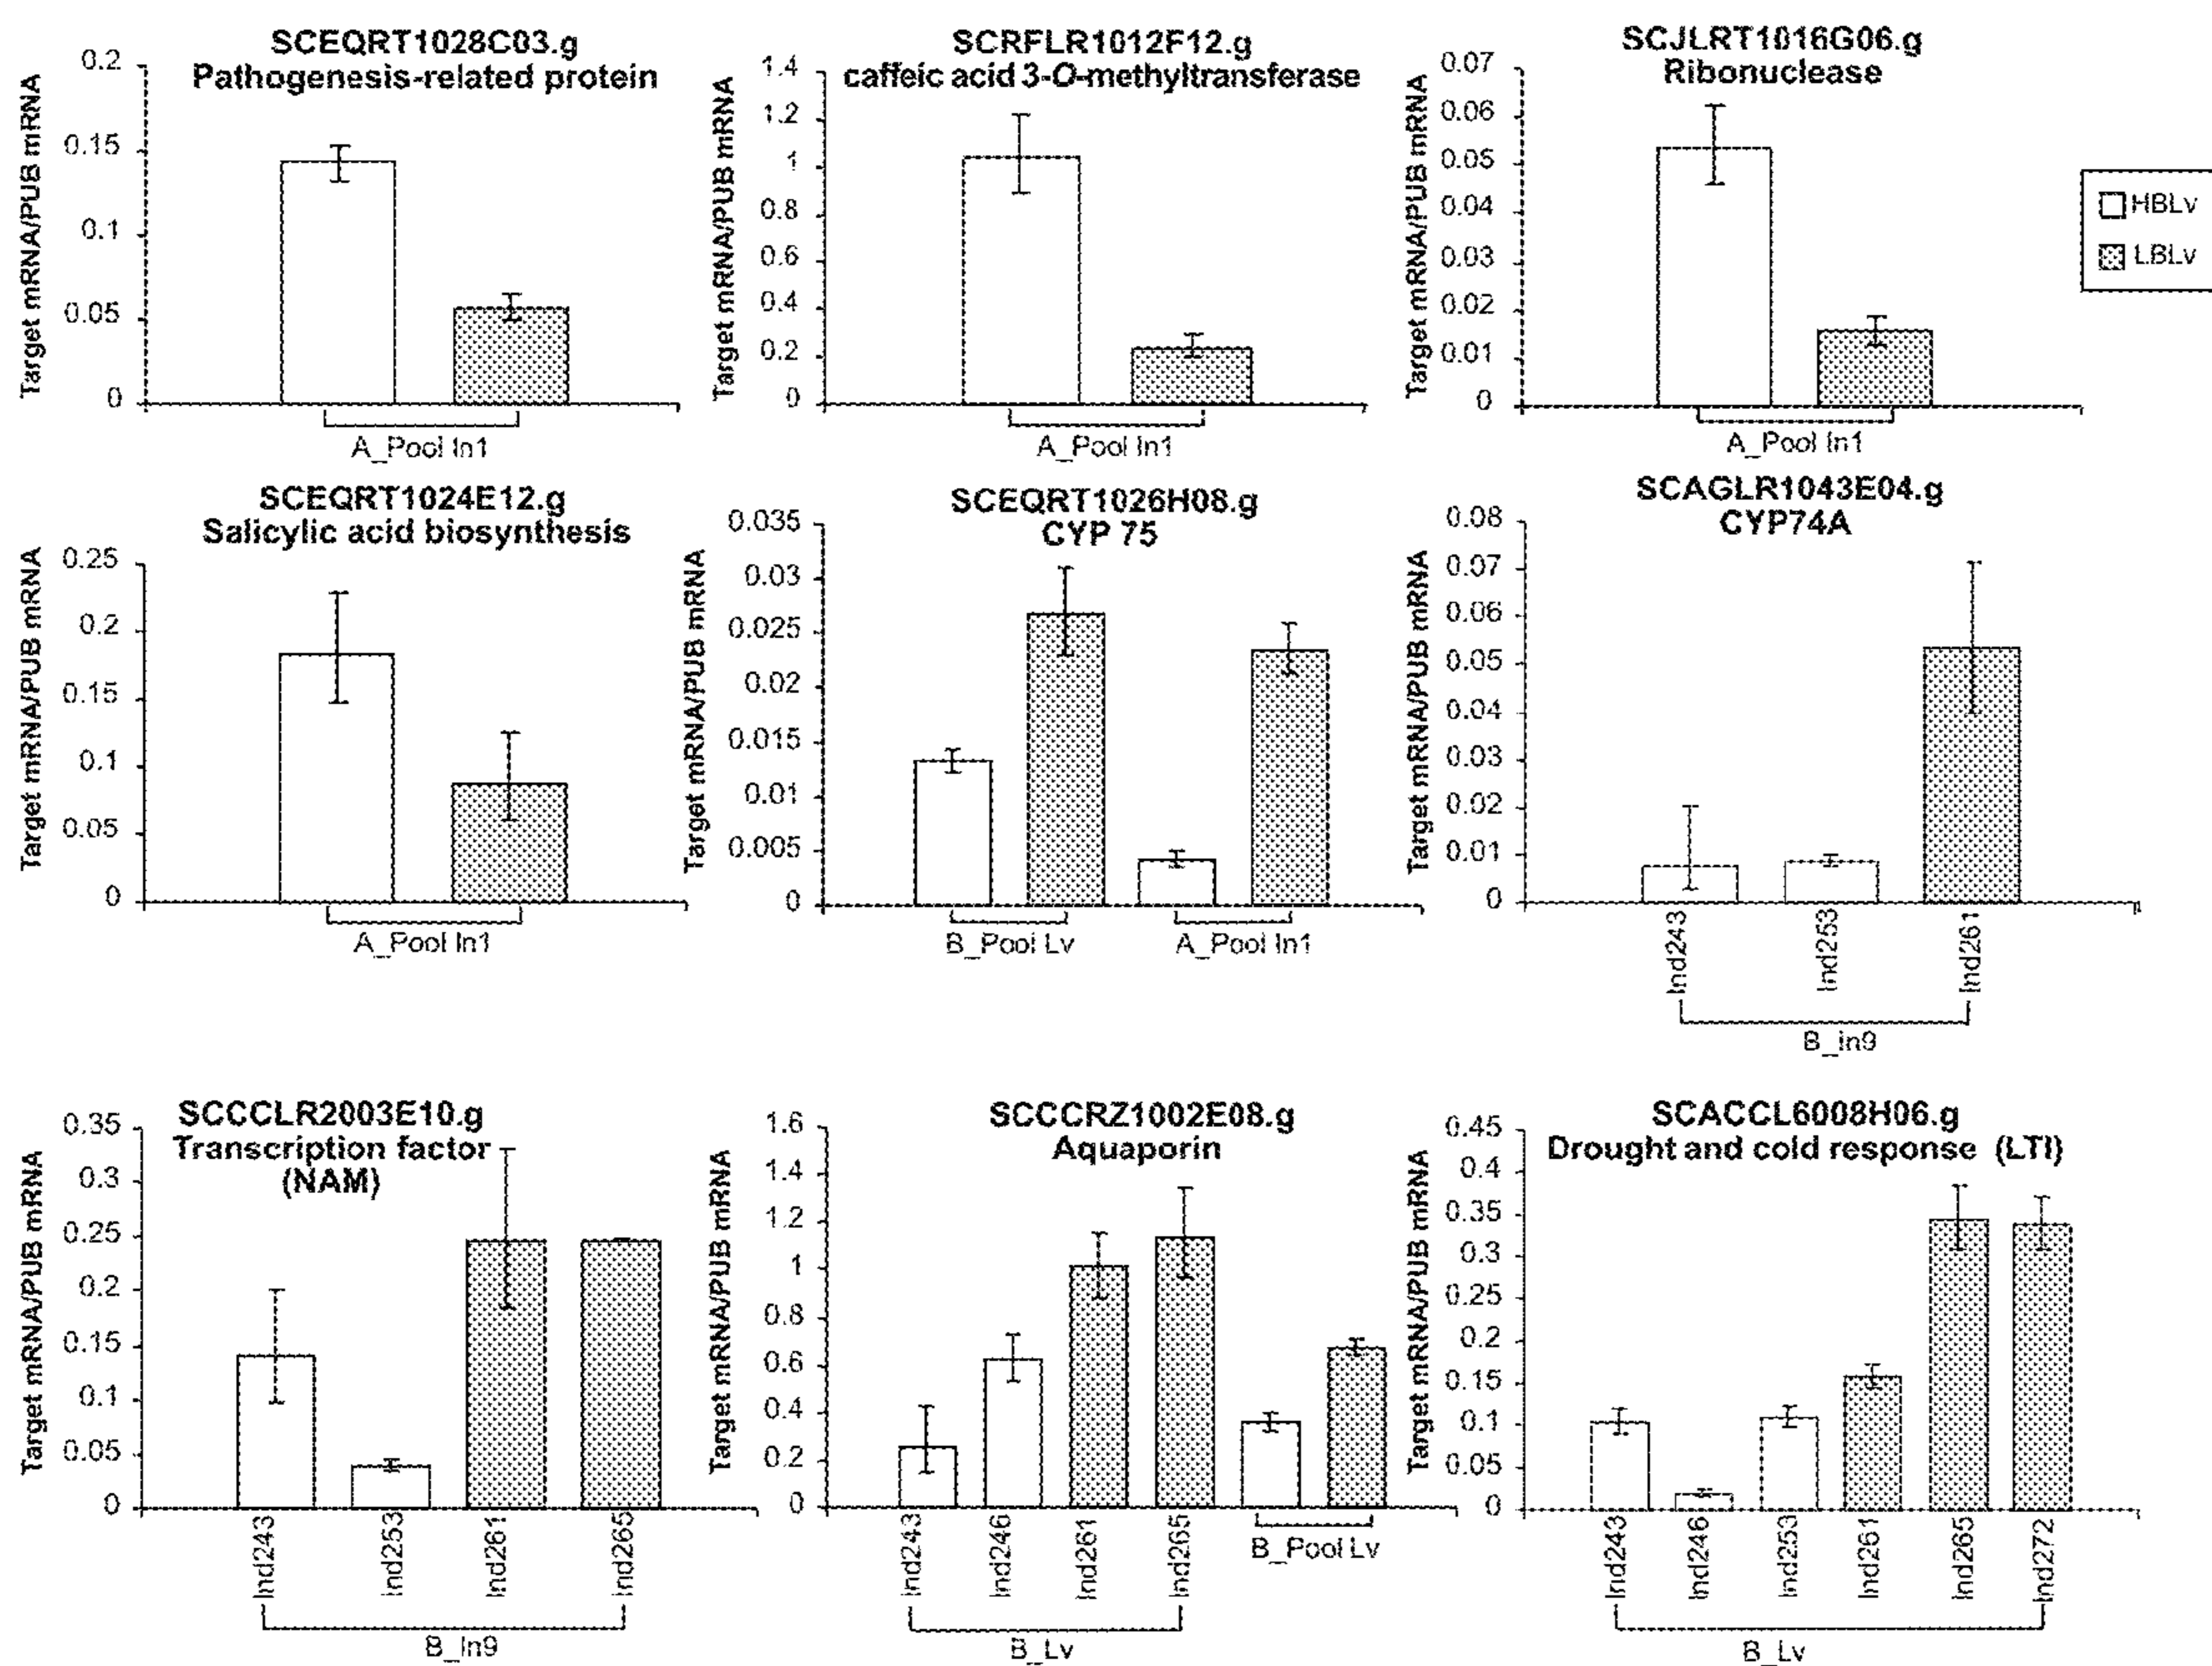 SCEQRT1028C03.g
Pathogenesis-related protein
Target mRNA/PUB mRNA
0.2
0.15
0.1
0.05
0
A_Pool In1
SCRFLR1012F12.g
caffeic acid 3-O-methyltransferase
Target mRNA/PUB mRNA
1.4
1.2
1
0.8
0.6
0.4
0.2
0
A_Pool In1
SCJLRT1016G06.g
Ribonuclease
Target mRNA/PUB mRNA
0.07
0.06
0.05
0.04
0.03
0.02
0.01
0
A_Pool In1
HBLv
LBLv
SCEQRT1024E12.g
Salicylic acid biosynthesis
Target mRNA/PUB mRNA
0.25
0.2
0.15
0.1
0.05
0
A_Pool In1
SCEQRT1026H08.g
CYP 75
Target mRNA/PUB mRNA
0.035
0.03
0.025
0.02
0.015
0.01
0.005
0
B_Pool Lv
A_Pool In1
SCAGLR1043E04.g
CYP74A
Target mRNA/PUB mRNA
0.08
0.07
0.06
0.05
0.04
0.03
0.02
0.01
0
Ind243
Ind253
Ind261
B_in9
SCCCLR2003E10.g
Transcription factor
(NAM)
Target mRNA/PUB mRNA
0.35
0.3
0.25
0.2
0.15
0.1
0.05
0
Ind243
Ind253
Ind261
Ind265
B_In9
SCCCRZ1002E08.g
Aquaporin
Target mRNA/PUB mRNA
1.6
1.4
1.2
1
0.8
0.6
0.4
0.2
0
Ind243
Ind246
Ind261
Ind265
B_Pool Lv
B_Lv
SCACCL6008H06.g
Drought and cold response (LTI)
Target mRNA/PUB mRNA
0.45
0.4
0.35
0.3
0.25
0.2
0.15
0.1
0.05
0
Ind243
Ind246
Ind253
Ind261
Ind265
Ind272
B_Lv